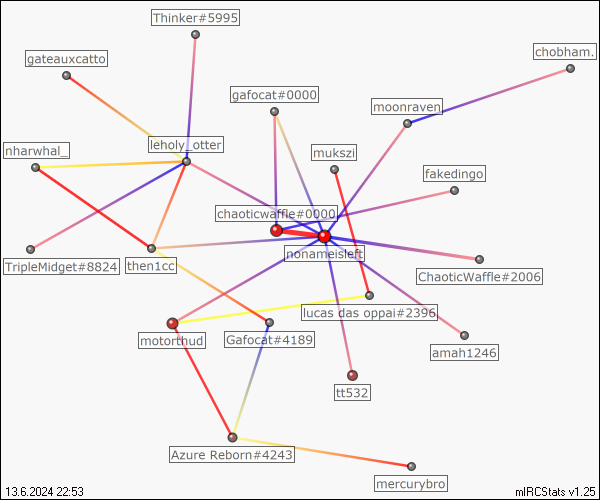 Thinker#5995
chobham.
gateauxcatto
gafocat#0000
moonraven
leholy_otter
nharwhal_
mukszi
fakedingo
chaoticwaffle#0000
nonameisleft
TripleMidget#8824
then1cc
ChaoticWaffle#2006
lucas das oppai#2396
motorthud
Gafocat#4189
amah1246
tt532
Azure Reborn#4243
mercurybro
13.6.2024 22:53
mIRCStats v1.25